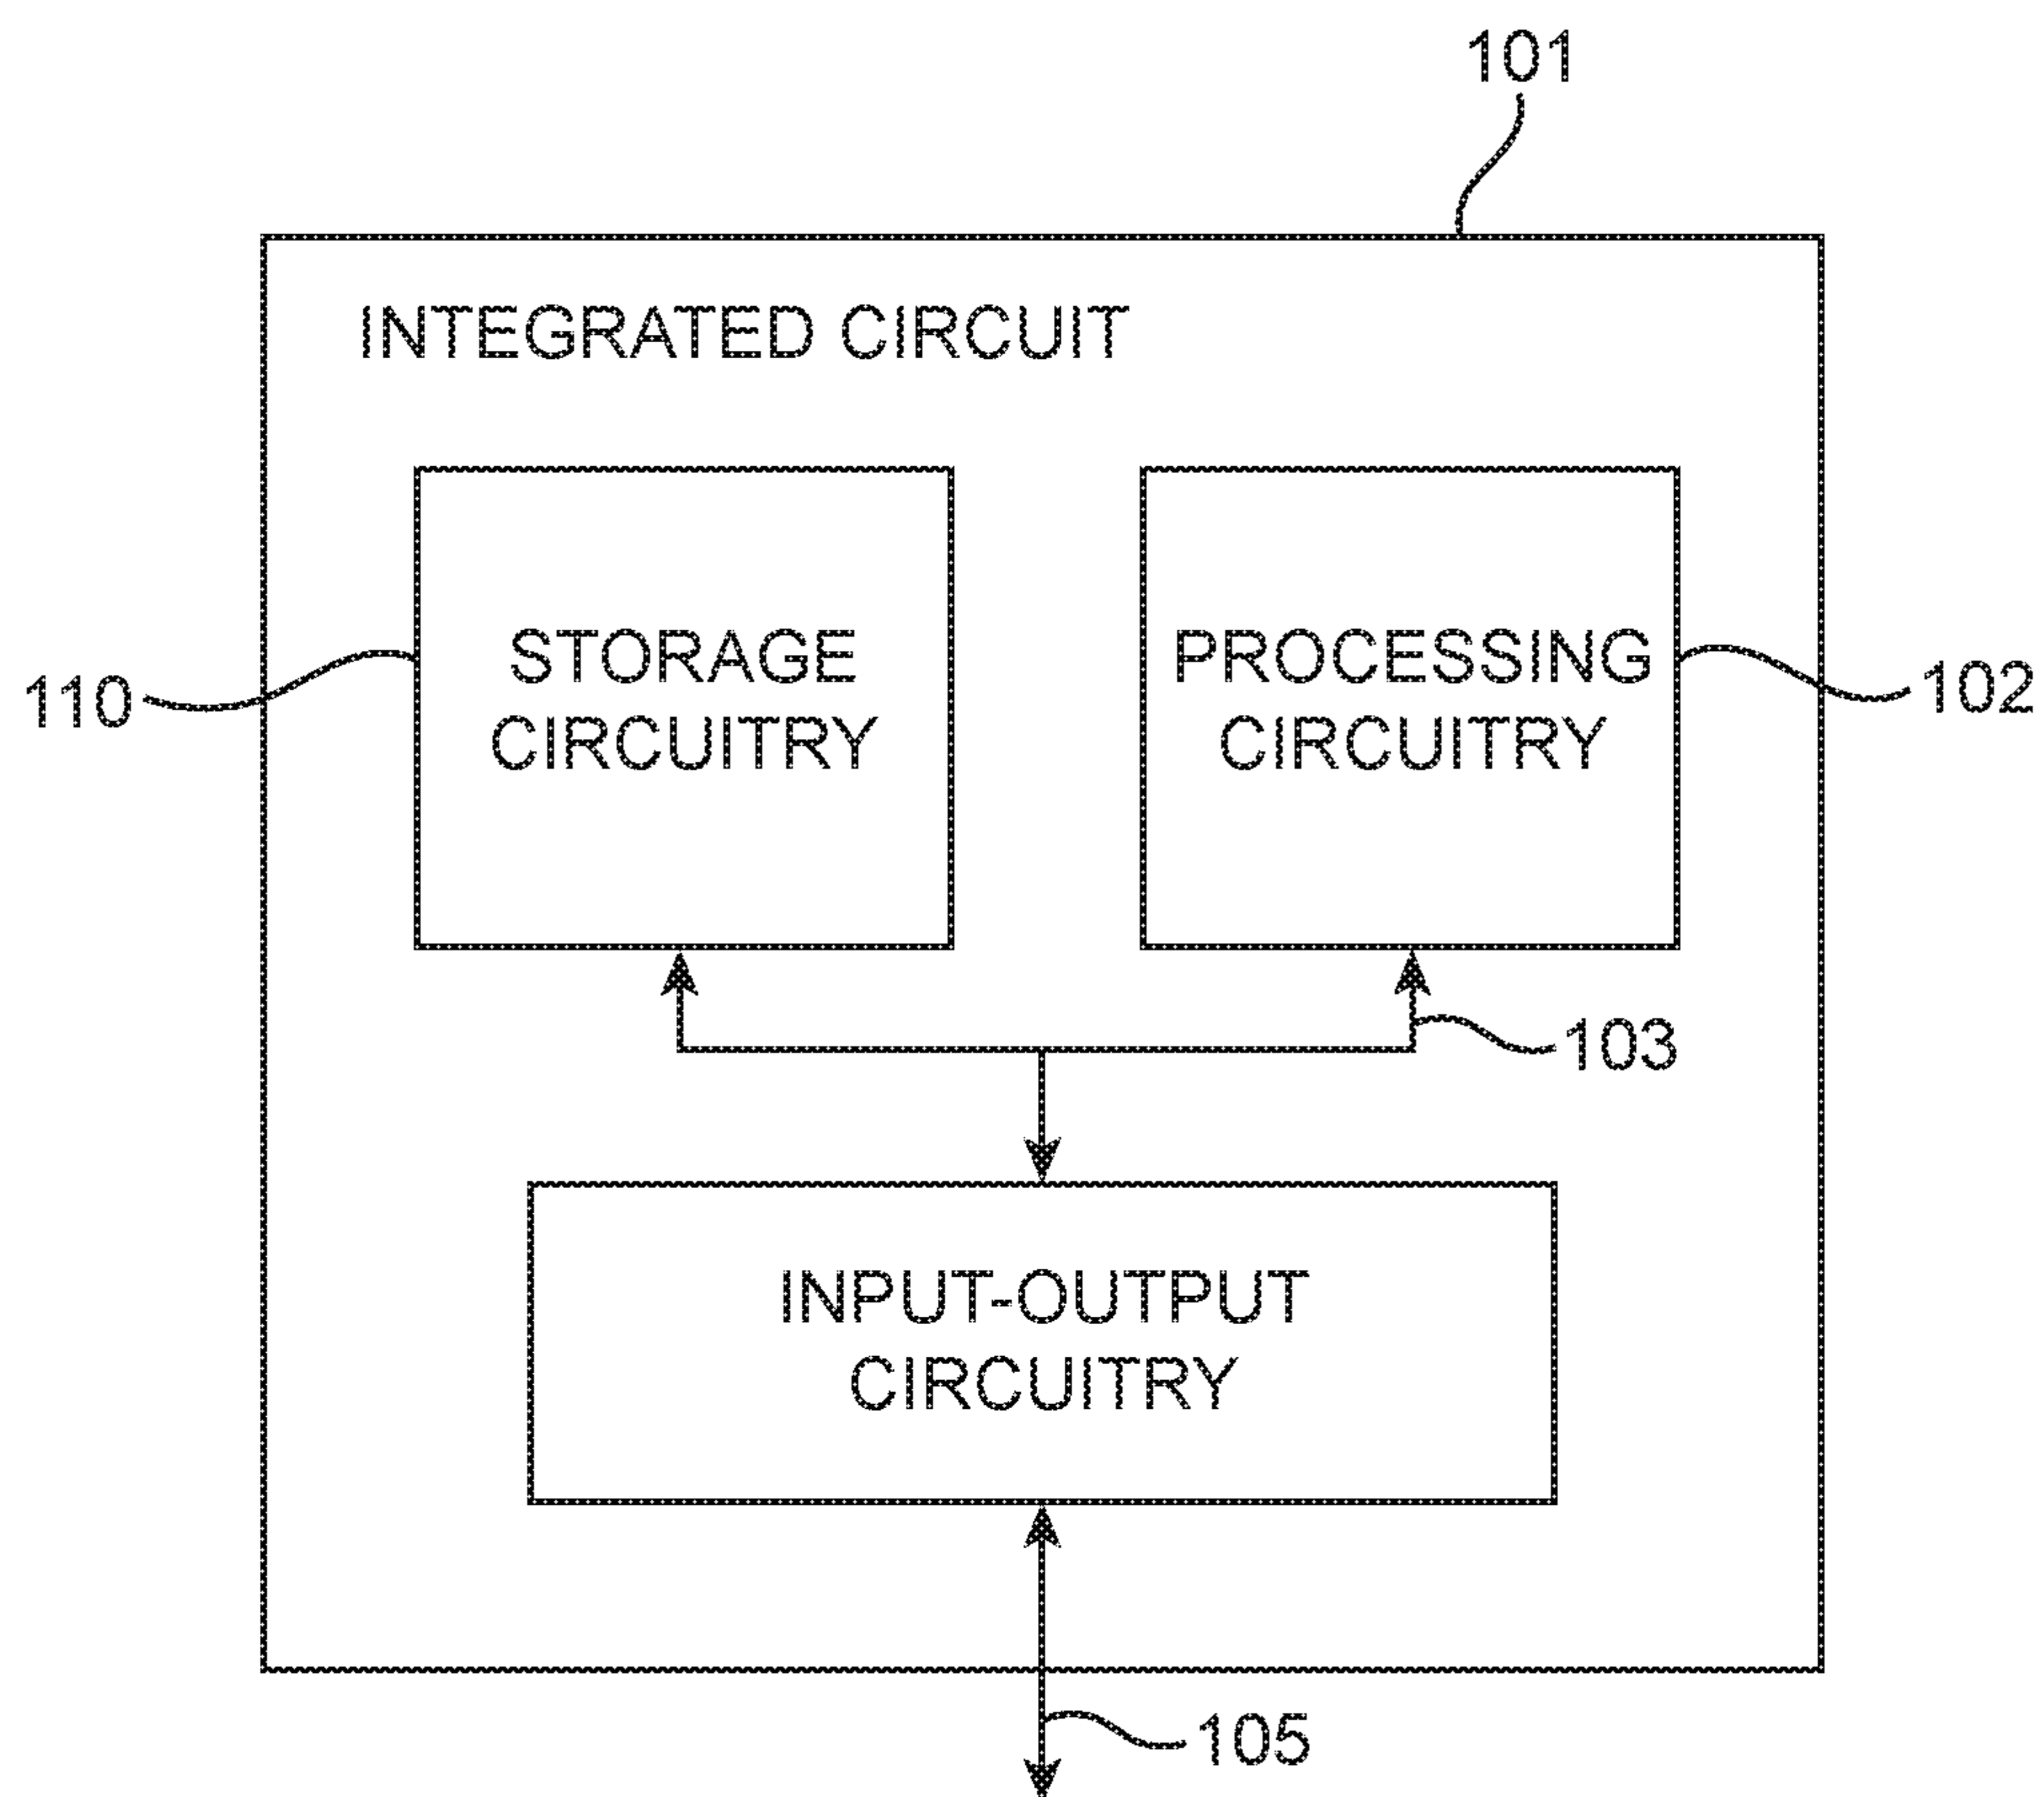 101
INTEGRATED CIRCUIT
STORAGE
CIRCUITRY
PROCESSING
CIRCUITRY
110
102
103
INPUT-OUTPUT
CIRCUITRY
105